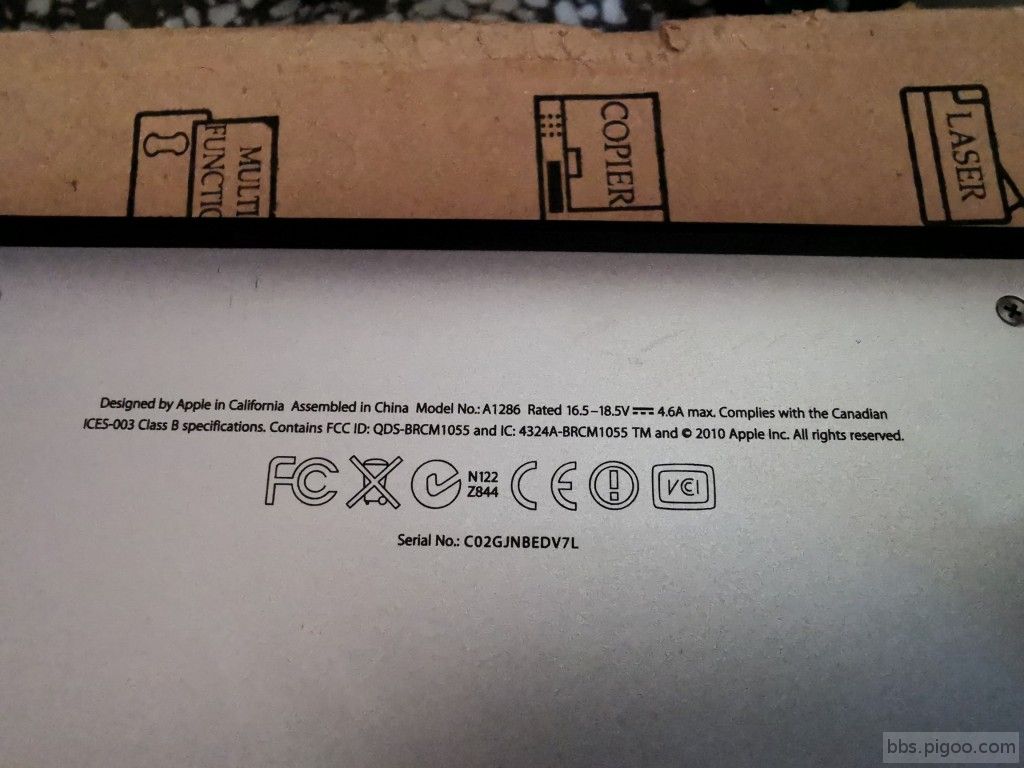 MULTI
FUNCTIO
COPIER
LASER
Designed by Apple in California Assembled in China Model No.: A1286 Rated 16.5–18.5V⎓ 4.6A max. Complies with the Canadian
ICES-003 Class B specifications. Contains FCC ID: QDS-BRCM1055 and IC: 4324A-BRCM1055 TM and © 2010 Apple Inc. All rights reserved.
FC CE VCI
N122
Z844
Serial No.: C02GJNBEDV7L
bbs.pigoo.com